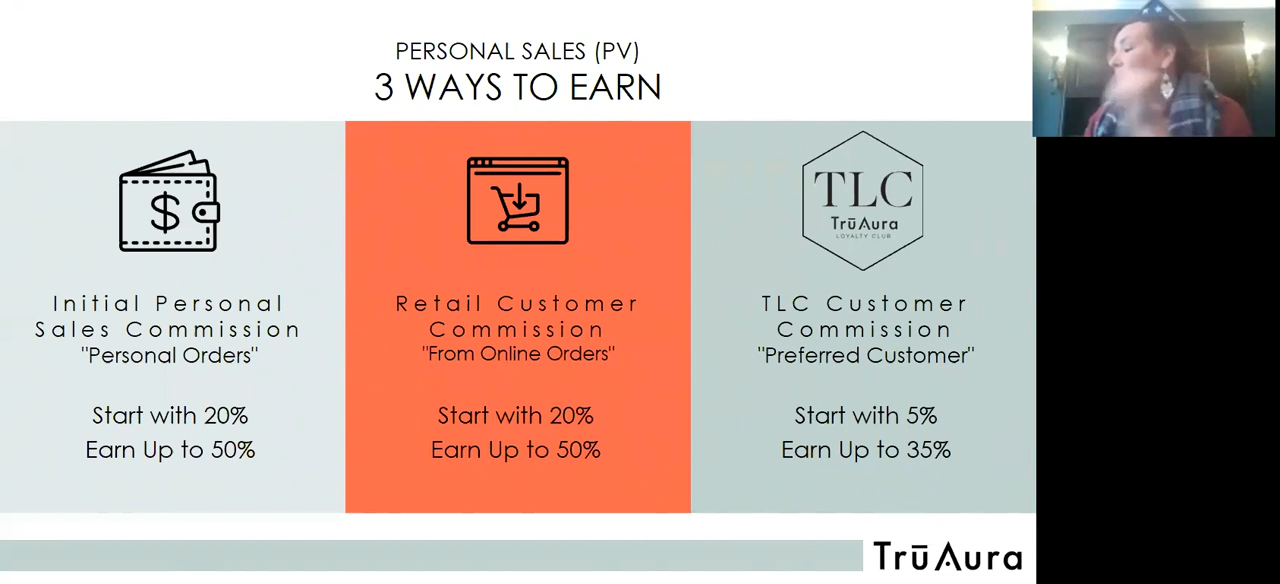 PERSONAL SALES (PV)
3 WAYS TO EARN
$
TLC
TrūAura
LOYALTY CLUB
Initial Personal
Sales Commission
"Personal Orders"
Start with 20%
Earn Up to 50%
Retail Customer
Commission
"From Online Orders"
Start with 20%
Earn Up to 50%
TLC Customer
Commission
"Preferred Customer"
Start with 5%
Earn Up to 35%
TrūAura